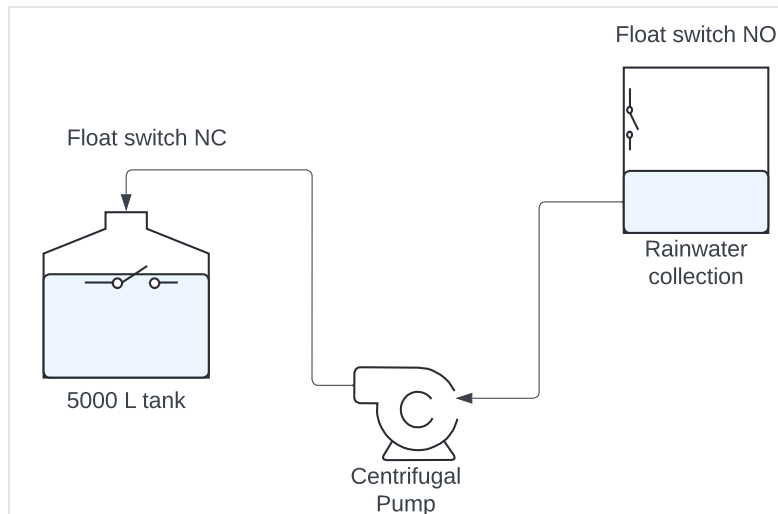 Float switch NO
Float switch NC
Rainwater
collection
5000 L tank
Centrifugal
Pump